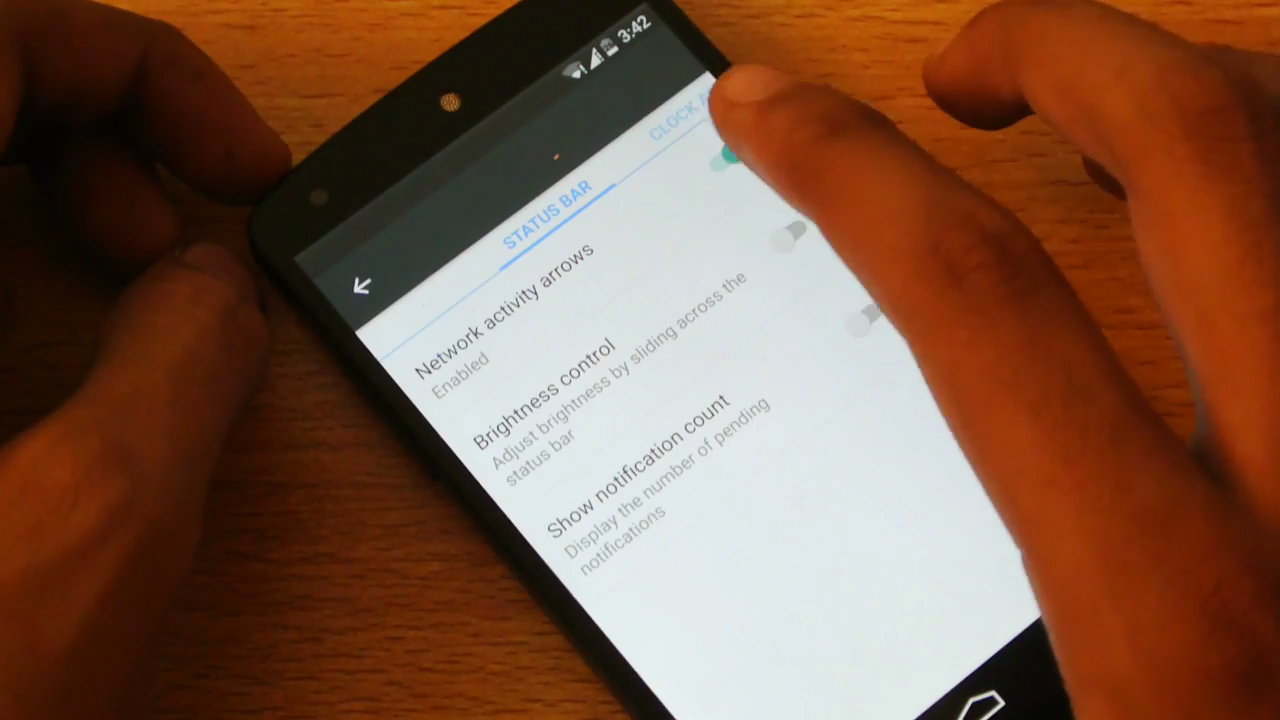 3:42
STATUS BAR
CLOCK
Network activity arrows
Enabled
Brightness control
Adjust brightness by sliding across the
status bar
Show notification count
Display the number of pending
notifications